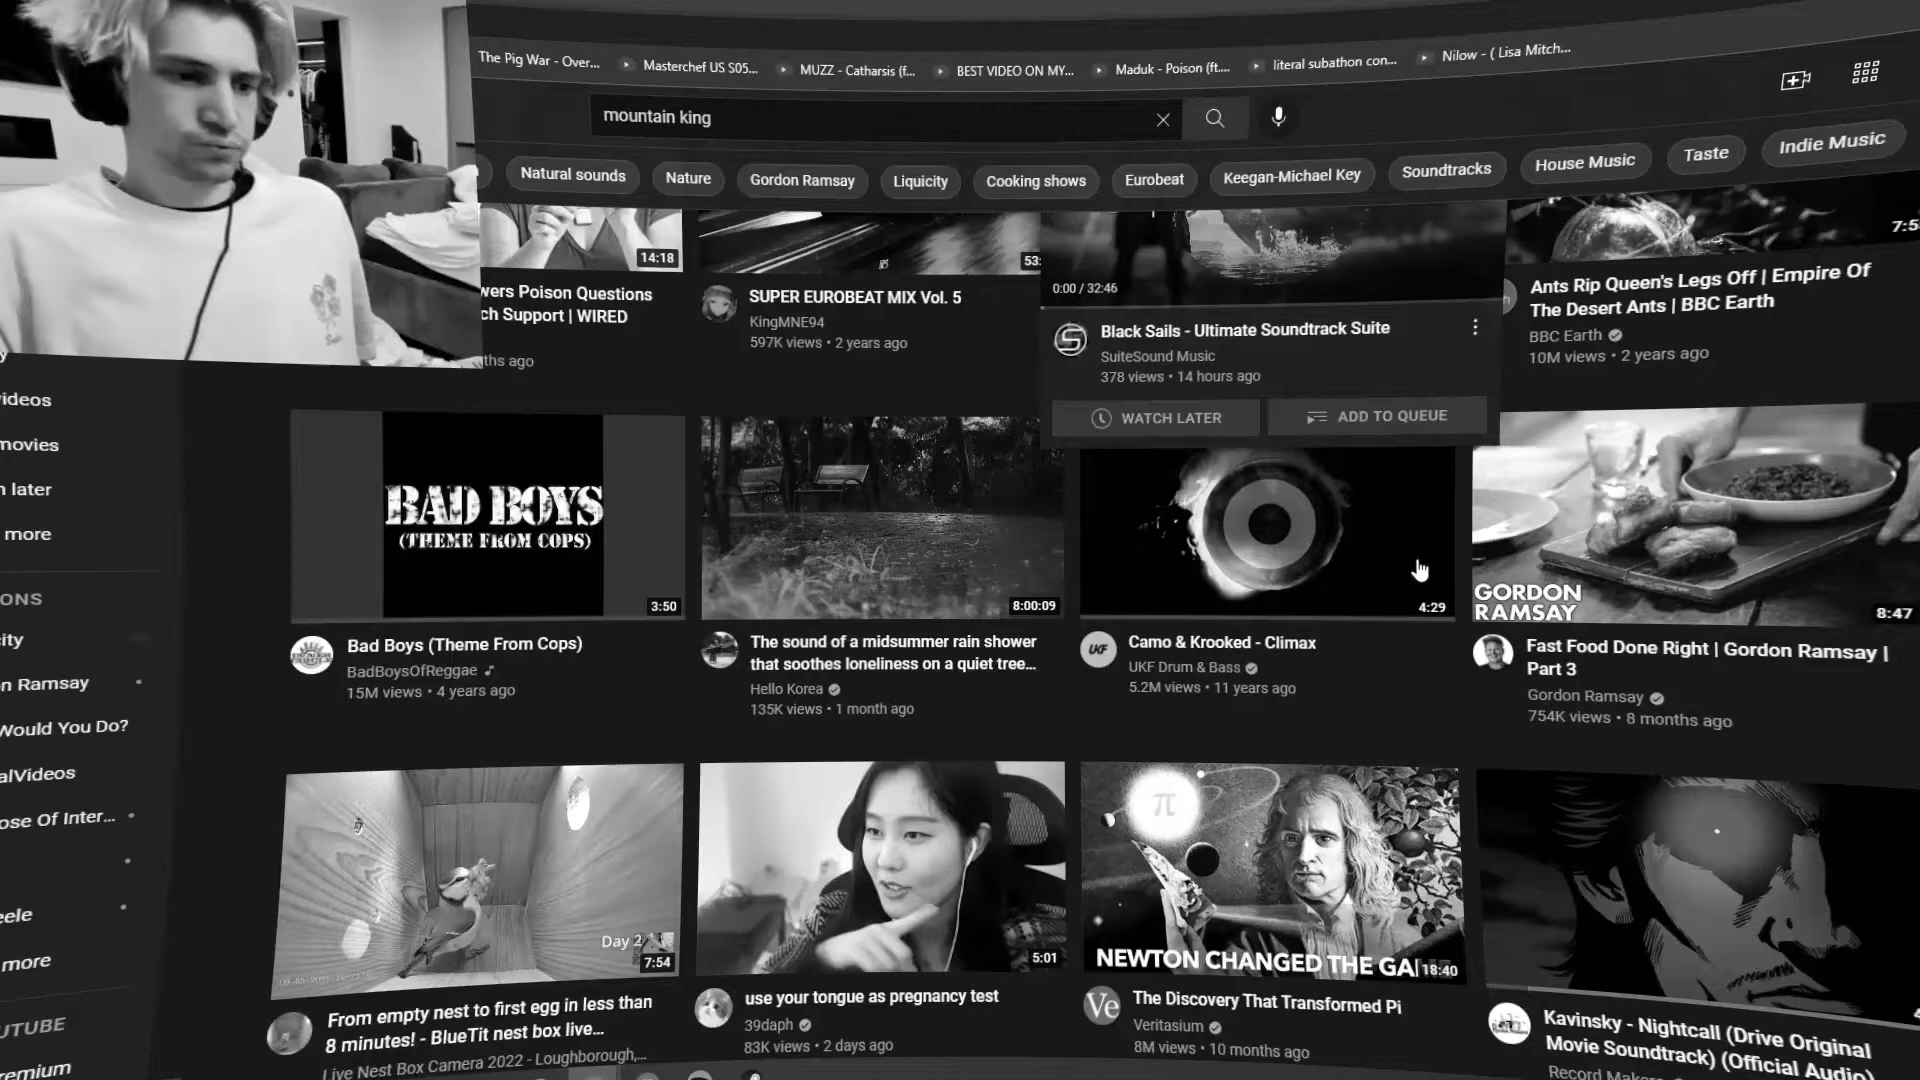 The Pig War - Over...
Masterchef US S05...
MUZZ - Catharsis (f...
BEST VIDEO ON MY...
Maduk - Poison (ft....
literal subathon con...
Nilow - ( Lisa Mitch...
mountain king
Natural sounds
Nature
Gordon Ramsay
Liquicity
Cooking shows
Eurobeat
Keegan-Michael Key
Soundtracks
House Music
Taste
Indie Music
14:18
53:
0:00 / 32:46
7:5
wers Poison Questions
ch Support | WIRED
ths ago
SUPER EUROBEAT MIX Vol. 5
KingMNE94
597K views • 2 years ago
Black Sails - Ultimate Soundtrack Suite
SuiteSound Music
378 views • 14 hours ago
WATCH LATER
ADD TO QUEUE
Ants Rip Queen's Legs Off | Empire Of
The Desert Ants | BBC Earth
BBC Earth
10M views • 2 years ago
ideos
movies
later
more
ONS
city
n Ramsay
Would You Do?
alVideos
ose Of Inter...
eele
more
UTUBE
remium
BAD BOYS
(THEME FROM COPS)
3:50
8:00:09
4:29
GORDON
RAMSAY
8:47
Bad Boys (Theme From Cops)
BadBoysOfReggae
15M views • 4 years ago
The sound of a midsummer rain shower
that soothes loneliness on a quiet tree...
Hello Korea
135K views • 1 month ago
UKF
Camo & Krooked - Climax
UKF Drum & Bass
5.2M views • 11 years ago
Fast Food Done Right | Gordon Ramsay |
Part 3
Gordon Ramsay
754K views • 8 months ago
Day 2
7:54
5:01
π
NEWTON CHANGED THE GA
18:40
From empty nest to first egg in less than
8 minutes! - BlueTit nest box live...
Live Nest Box Camera 2022 - Loughborough,...
use your tongue as pregnancy test
39daph
83K views • 2 days ago
Ve
The Discovery That Transformed Pi
Veritasium
8M views • 10 months ago
Kavinsky - Nightcall (Drive Original
Movie Soundtrack) (Official Audio)
Record Makers